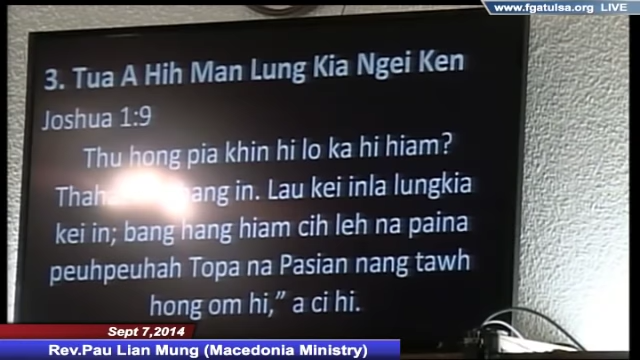 www.fgatulsa.org LIVE
3. Tua A Hih Man Lung Kia Ngei Ken
Joshua 1:9
Thu hong pia khin hi lo ka hi hiam?
in. Lau kei inla lungkia
kei in; bang hang hiam cih leh na paina
peuhpeuhah Topa na Pasian nang tawh
hong om hi,” a ci hi.
Sept 7,2014
Rev.Pau Lian Mung (Macedonia Ministry)